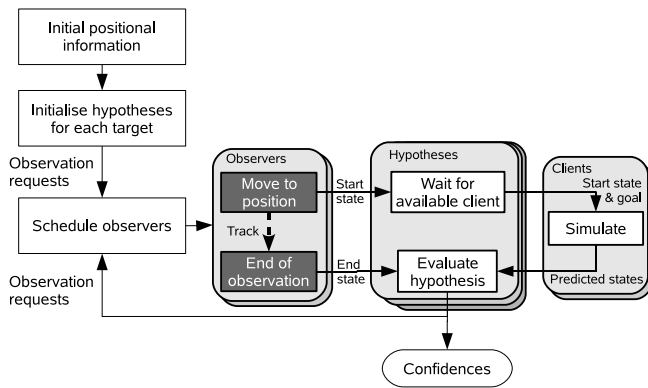 Initial positional
information
Initialise hypotheses
for each target
Observation
requests
Schedule observers
Observation
requests
Observers
Move to
position
Track
End of
observation
Start
state
End
state
Hypotheses
Wait for
available client
Evaluate
hypothesis
Clients
Start state
& goal
Simulate
Predicted states
Confidences